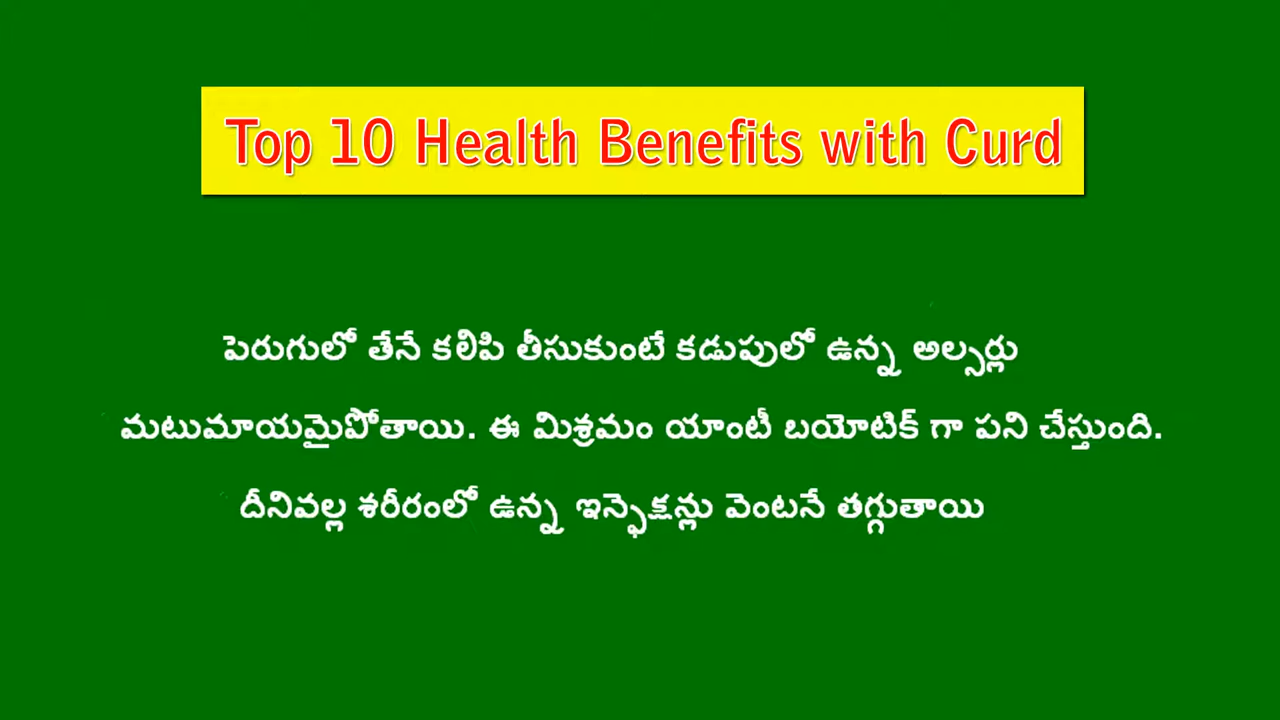 Top 10 Health Benefits with Curd
పెరుగులో తేనే కలిపి తీసుకుంటే కడుపులో ఉన్న అల్సర్లు
మటుమాయమైపోతాయి. ఈ మిశ్రమం యాంటీ బయోటిక్ గా పని చేస్తుంది.
దీనివల్ల శరీరంలో ఉన్న ఇన్ఫెక్షన్లు వెంటనే తగ్గుతాయి